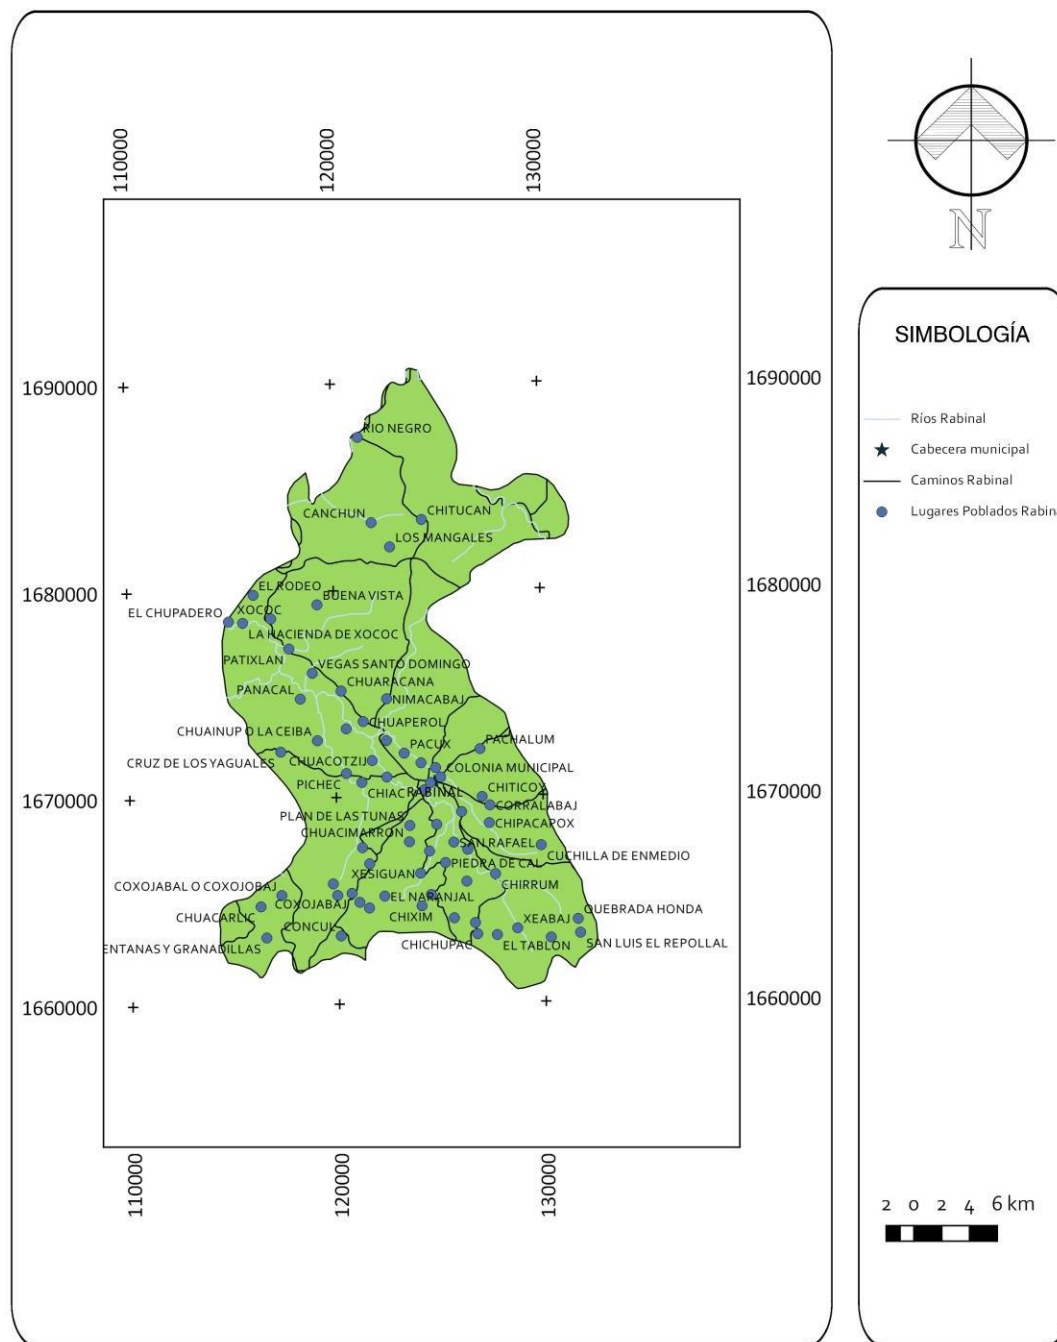 110000
120000
130000
N
1690000
1690000
SIMBOLOGÍA
Ríos Rabinal
Cabecera municipal
Caminos Rabinal
Lugares Poblados Rabin
RIO NEGRO
CANCHUN
CHITUCAN
LOS MANGALES
1680000
1680000
EL RODEO
BUENA VISTA
EL CHUPADERO
XOCOC
LA HACIENDA DE XOCOC
PATIXLAN
VEGAS SANTO DOMINGO
CHUARACANA
PANACAL
NIMACABAJ
CHUAPEROL
CHUAINUP O LA CEIBA
PACUX
PACHALUM
CRUZ DE LOS YAGUALES
CHUACOTZIJ
COLONIA MUNICIPAL
PICHEC
CHIAC
RABINAL
CHITICOY
1670000
1670000
CORRALABAJ
PLAN DE LAS TUNAS
CHIPACAPOX
CHUACIMARRON
SAN RAFAEL
CUCHILLA DE ENMEDIO
PIEDRA DE CAL
XESIGUAN
CHIRRUM
COXOJABAL O COXOJOBAJ
EL NARANJAL
COXOJABAJ
CHUACARLIC
CHIXIM
QUEBRADA HONDA
XEABAJ
CONCUL
CHICHUPAC
EL TABLON
SAN LUIS EL REPOLLAL
ENTANAS Y GRANADILLAS
1660000
1660000
110000
120000
130000
2 0 2 4 6 km